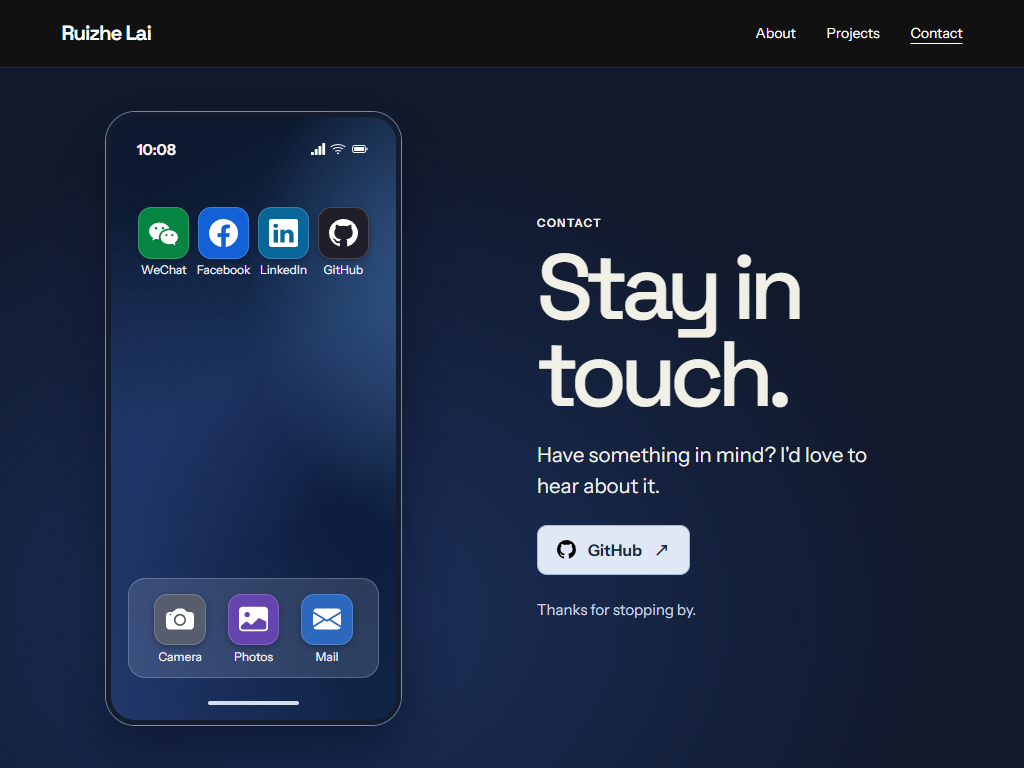 Ruizhe Lai
About Projects Contact
10:08
WeChat Facebook LinkedIn GitHub
Camera Photos Mail
CONTACT
Stay in
touch.
Have something in mind? I'd love to
hear about it.
GitHub ↗
Thanks for stopping by.